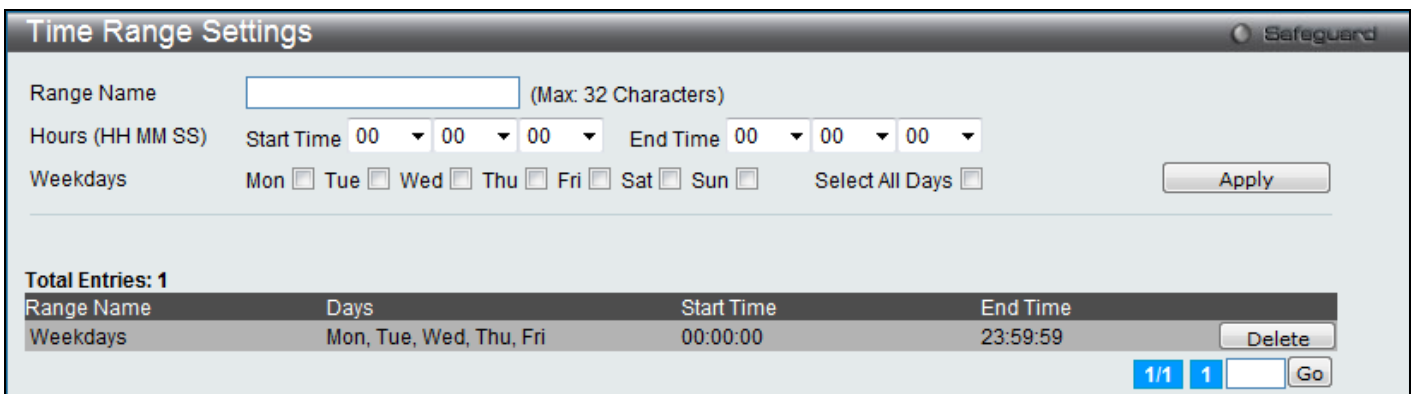 Time Range Settings Safeguard
Range Name (Max: 32 Characters)
Hours (HH MM SS) Start Time 00 00 00 End Time 00 00 00
Weekdays Mon Tue Wed Thu Fri Sat Sun Select All Days Apply
Total Entries: 1
Range Name Days Start Time End Time
Weekdays Mon, Tue, Wed, Thu, Fri 00:00:00 23:59:59 Delete
1/1 1 Go